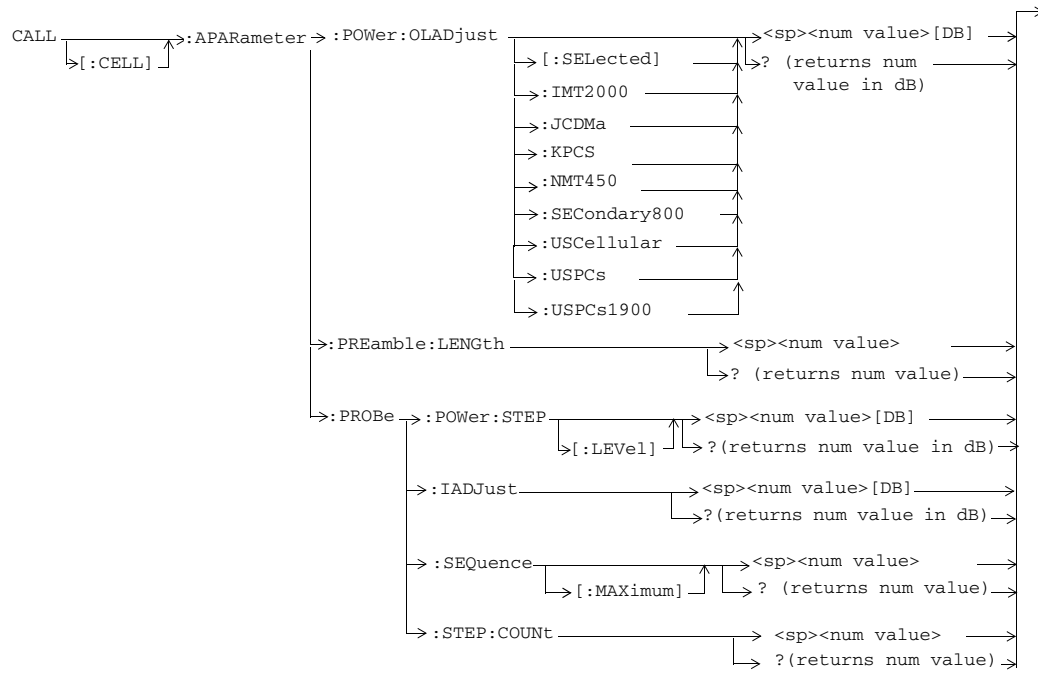 CALL :APARameter :POWer:OLADjust <sp><num value>[DB]
[:CELL] [:SELected] ? (returns num
value in dB)
:IMT2000
:JCDMa
:KPCS
:NMT450
:SECondary800
:USCellular
:USPCs
:USPCs1900
:PREamble:LENGth <sp><num value>
? (returns num value)
:PROBe :POWer:STEP <sp><num value>[DB]
[:LEVel] ?(returns num value in dB)
:IADJust <sp><num value>[DB]
?(returns num value in dB)
:SEQuence <sp><num value>
[:MAXimum] ? (returns num value)
:STEP:COUNt <sp><num value>
?(returns num value)